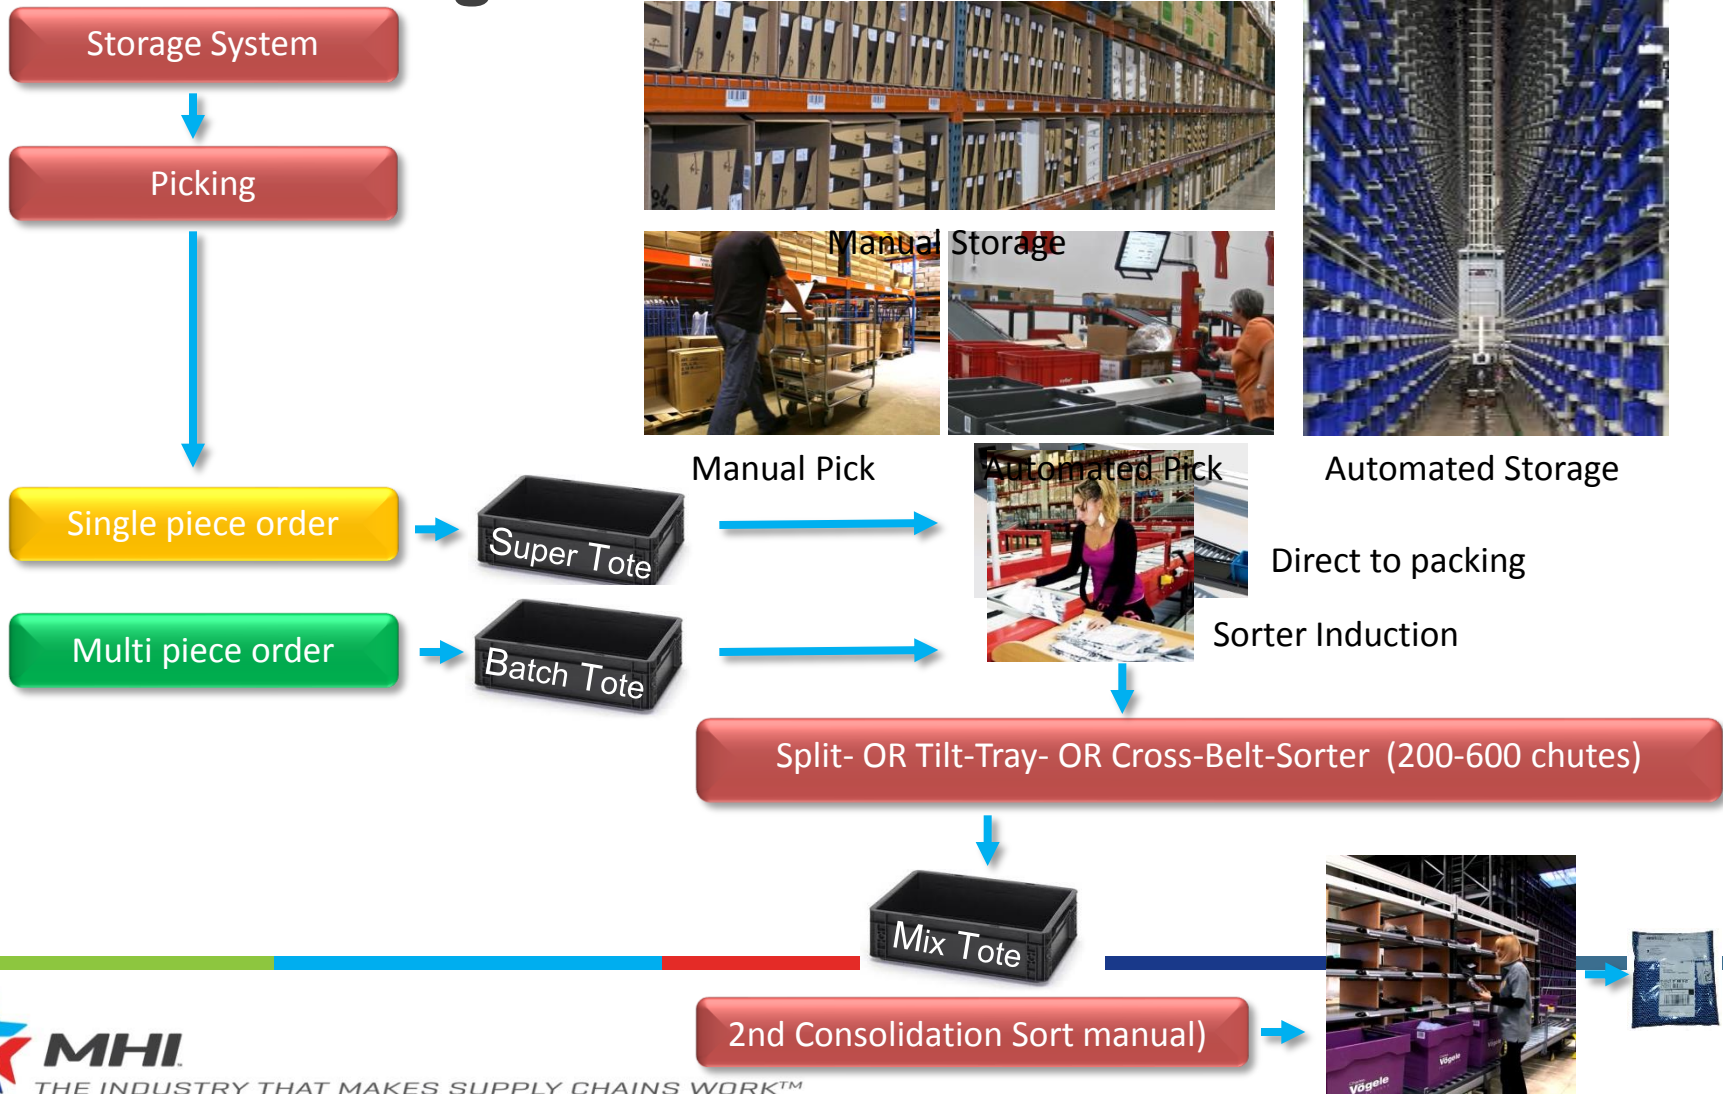 Storage System
Picking
Manual Storage
Manual Pick
Automated Pick
Automated Storage
Single piece order
Super Tote
Direct to packing
Multi piece order
Batch Tote
Sorter Induction
Split- OR Tilt-Tray- OR Cross-Belt-Sorter (200-600 chutes)
Mix Tote
2nd Consolidation Sort manual)
Vögele
Vögele
MHI
THE INDUSTRY THAT MAKES SUPPLY CHAINS WORK™